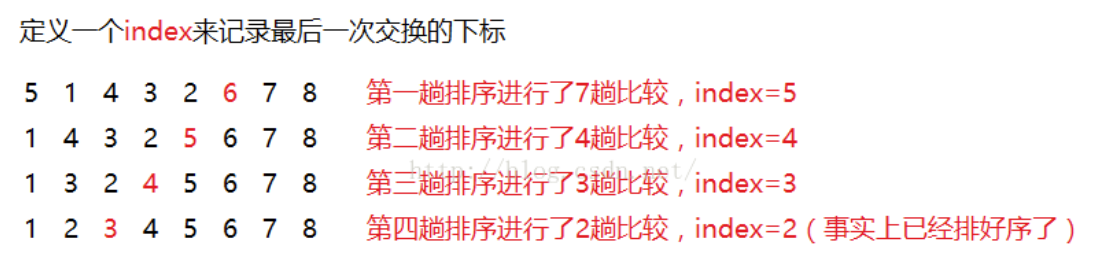 定义一个index来记录最后一次交换的下标
5 1 4 3 2 6 7 8 第一趟排序进行了7趟比较，index=5
1 4 3 2 5 6 7 8 第二趟排序进行了4趟比较，index=4
http://blog.csdn.net/
1 3 2 4 5 6 7 8 第三趟排序进行了3趟比较，index=3
1 2 3 4 5 6 7 8 第四趟排序进行了2趟比较，index=2（事实上已经排好序了）